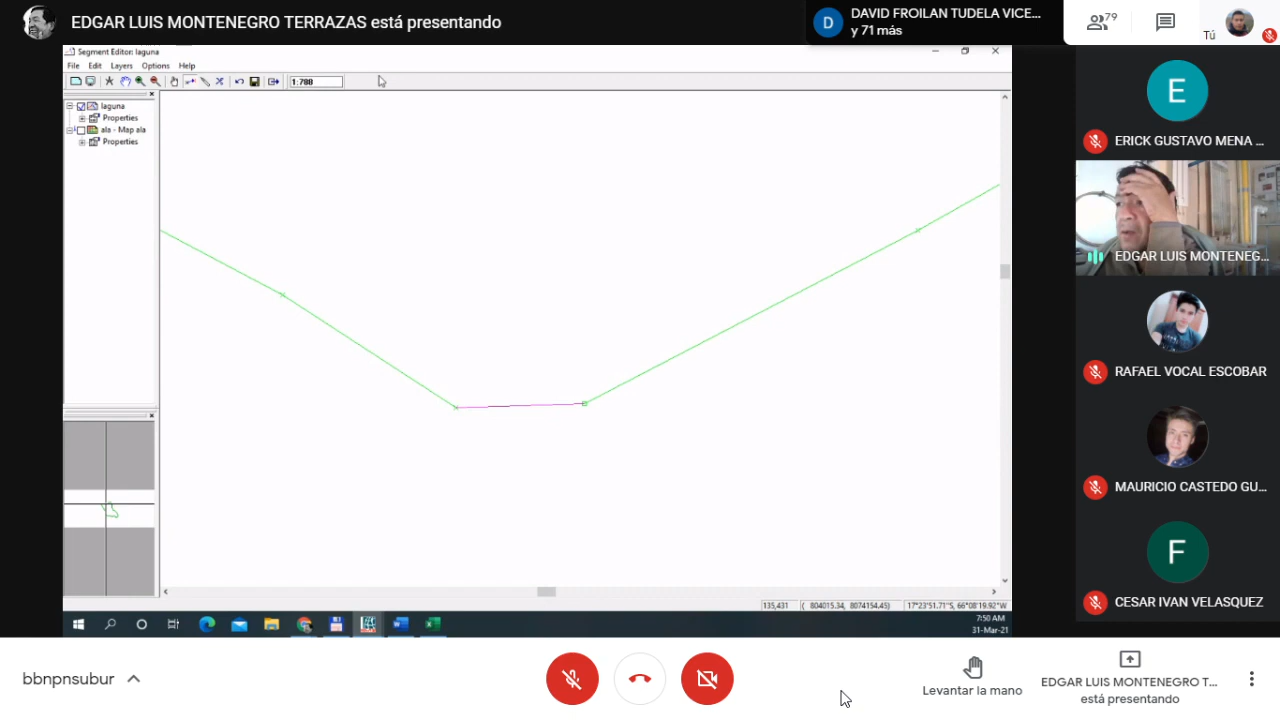 EDGAR LUIS MONTENEGRO TERRAZAS está presentando
DAVID FROILAN TUDELA VICE...
y 71 más
D
79
Tú
Segment Editor: laguna
File Edit Layers Options Help
1:788
laguna
Properties
ala - Map ala
Properties
E
ERICK GUSTAVO MENA ...
EDGAR LUIS MONTENEG...
RAFAEL VOCAL ESCOBAR
MAURICIO CASTEDO GU...
F
CESAR IVAN VELASQUEZ
135,431 ( 804015.34, 8074154.45) 17°23'51.71"S, 66°08'19.92"W
7:50 AM
31-Mar-21
bbnpnsubur
Levantar la mano
EDGAR LUIS MONTENEGRO T...
está presentando